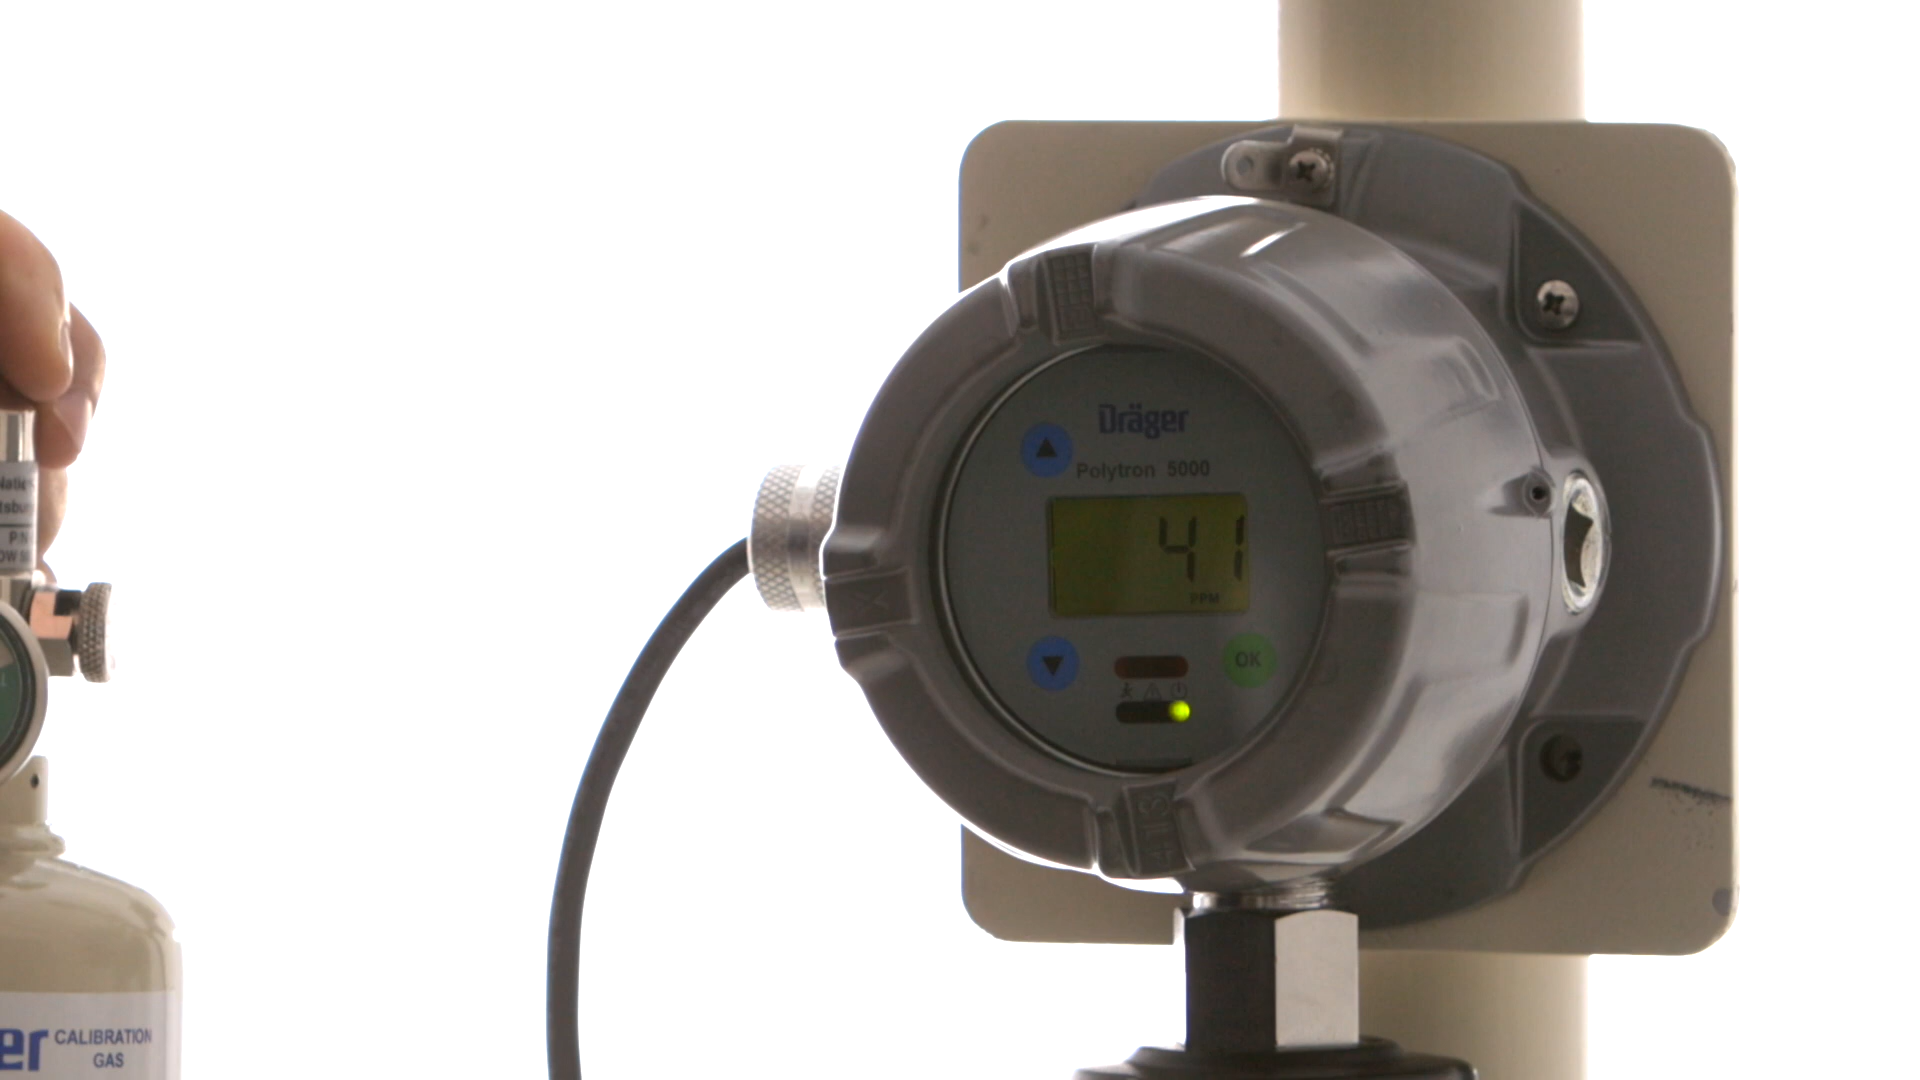 Dräger
Polytron 5000
41
PPM
OK
P/N
CALIBRATION
GAS